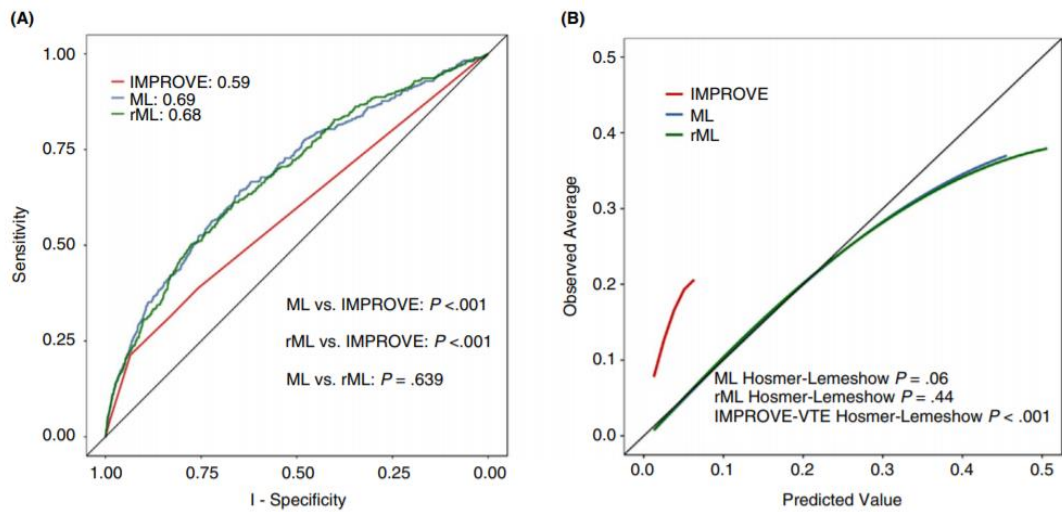 (A)
1.00
0.75
0.50
0.25
0.00
Sensitivity
IMPROVE: 0.59
ML: 0.69
rML: 0.68
ML vs. IMPROVE: P <.001
rML vs. IMPROVE: P <.001
ML vs. rML: P = .639
1.00 0.75 0.50 0.25 0.00
I - Specificity
(B)
0.5
0.4
0.3
0.2
0.1
0.0
Observed Average
IMPROVE
ML
rML
ML Hosmer-Lemeshow P = .06
rML Hosmer-Lemeshow P = .44
IMPROVE-VTE Hosmer-Lemeshow P < .001
0.0 0.1 0.2 0.3 0.4 0.5
Predicted Value